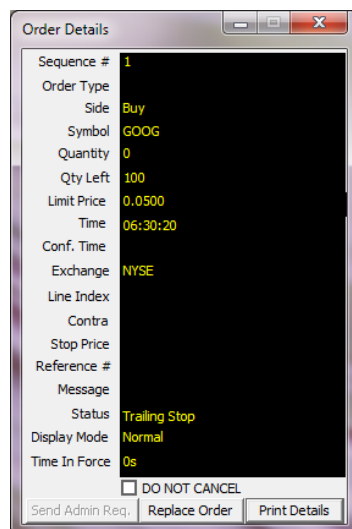 Order Details
Sequence # 1
Order Type
Side Buy
Symbol GOOG
Quantity 0
Qty Left 100
Limit Price 0.0500
Time 06:30:20
Conf. Time
Exchange NYSE
Line Index
Contra
Stop Price
Reference #
Message
Status Trailing Stop
Display Mode Normal
Time In Force 0s
DO NOT CANCEL
Send Admin Req. Replace Order Print Details